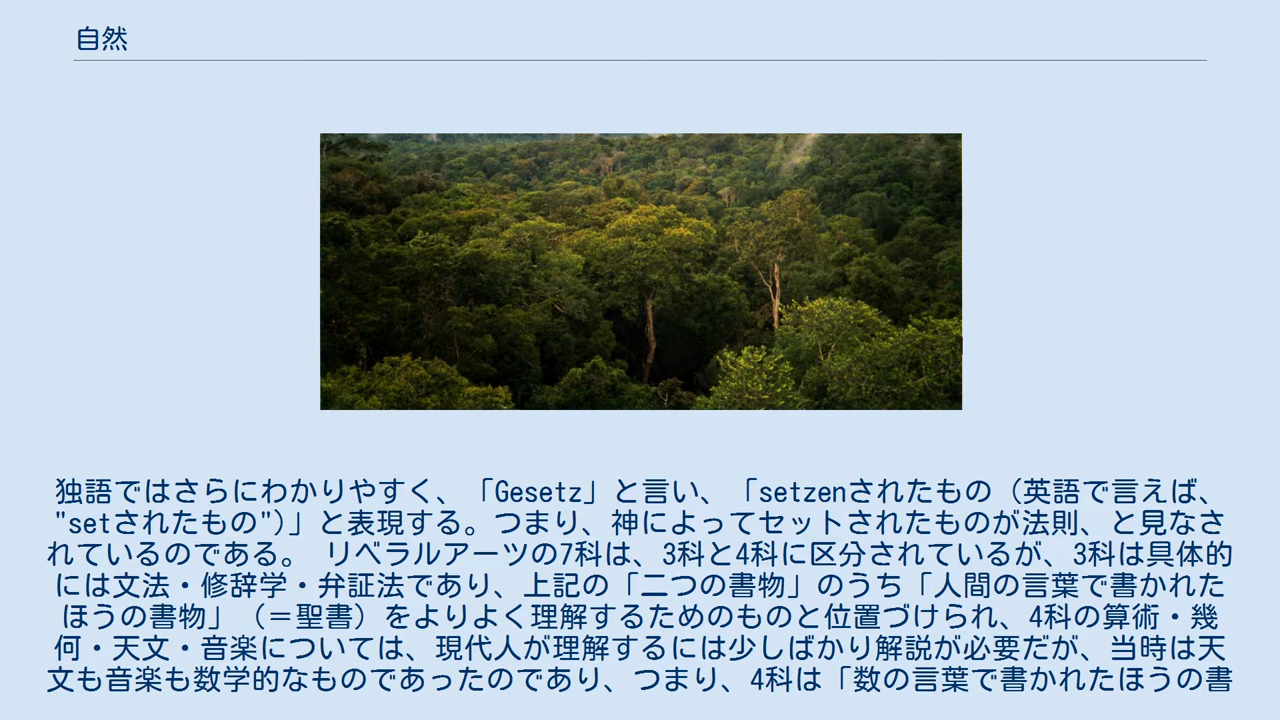 自然
独語ではさらにわかりやすく、「Gesetz」と言い、「setzenされたもの（英語で言えば、
"setされたもの")」と表現する。つまり、神によってセットされたものが法則、と見なさ
れているのである。 リベラルアーツの7科は、3科と4科に区分されているが、3科は具体的
には文法・修辞学・弁証法であり、上記の「二つの書物」のうち「人間の言葉で書かれた
ほうの書物」（＝聖書）をよりよく理解するためのものと位置づけられ、4科の算術・幾
何・天文・音楽については、現代人が理解するには少しばかり解説が必要だが、当時は天
文も音楽も数学的なものであったのであり、つまり、4科は「数の言葉で書かれたほうの書